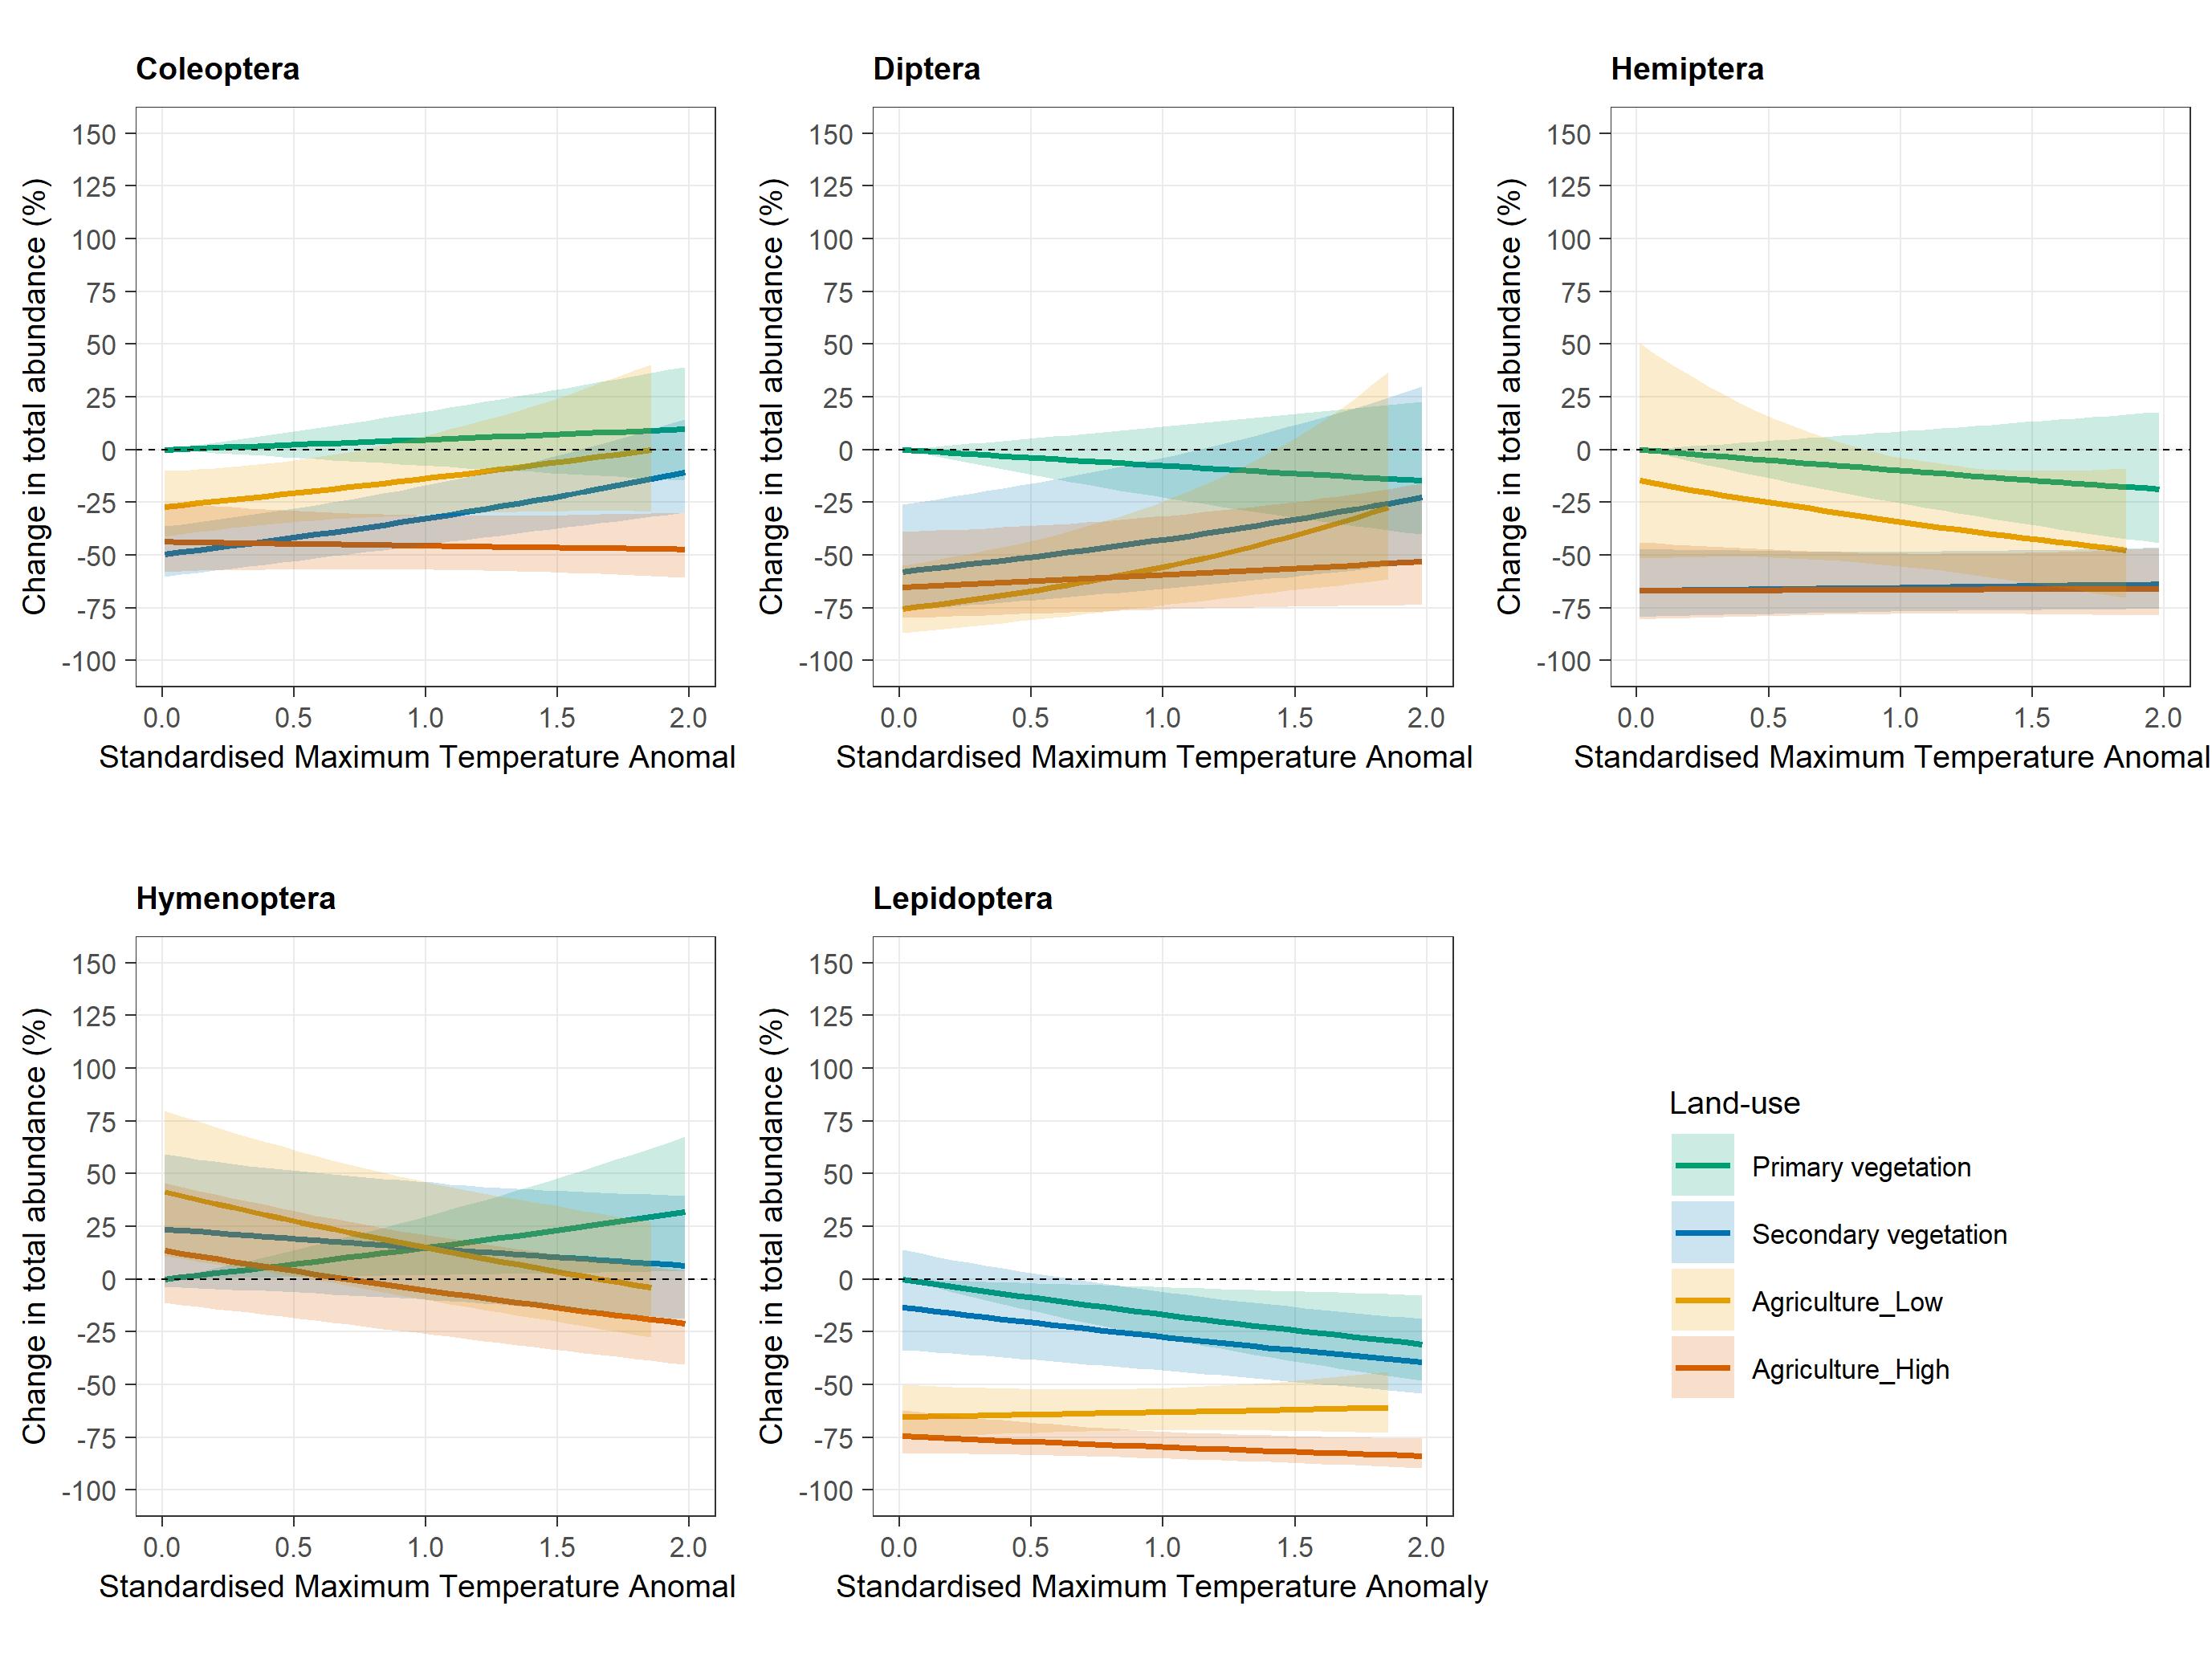 Coleoptera
Change in total abundance (%)
150
125
100
75
50
25
0
-25
-50
-75
-100
0.0 0.5 1.0 1.5 2.0
Standardised Maximum Temperature Anomal
Diptera
Change in total abundance (%)
150
125
100
75
50
25
0
-25
-50
-75
-100
0.0 0.5 1.0 1.5 2.0
Standardised Maximum Temperature Anomal
Hemiptera
Change in total abundance (%)
150
125
100
75
50
25
0
-25
-50
-75
-100
0.0 0.5 1.0 1.5 2.0
Standardised Maximum Temperature Anomal
Hymenoptera
Change in total abundance (%)
150
125
100
75
50
25
0
-25
-50
-75
-100
0.0 0.5 1.0 1.5 2.0
Standardised Maximum Temperature Anomal
Lepidoptera
Change in total abundance (%)
150
125
100
75
50
25
0
-25
-50
-75
-100
0.0 0.5 1.0 1.5 2.0
Standardised Maximum Temperature Anomaly
Land-use
Primary vegetation
Secondary vegetation
Agriculture_Low
Agriculture_High